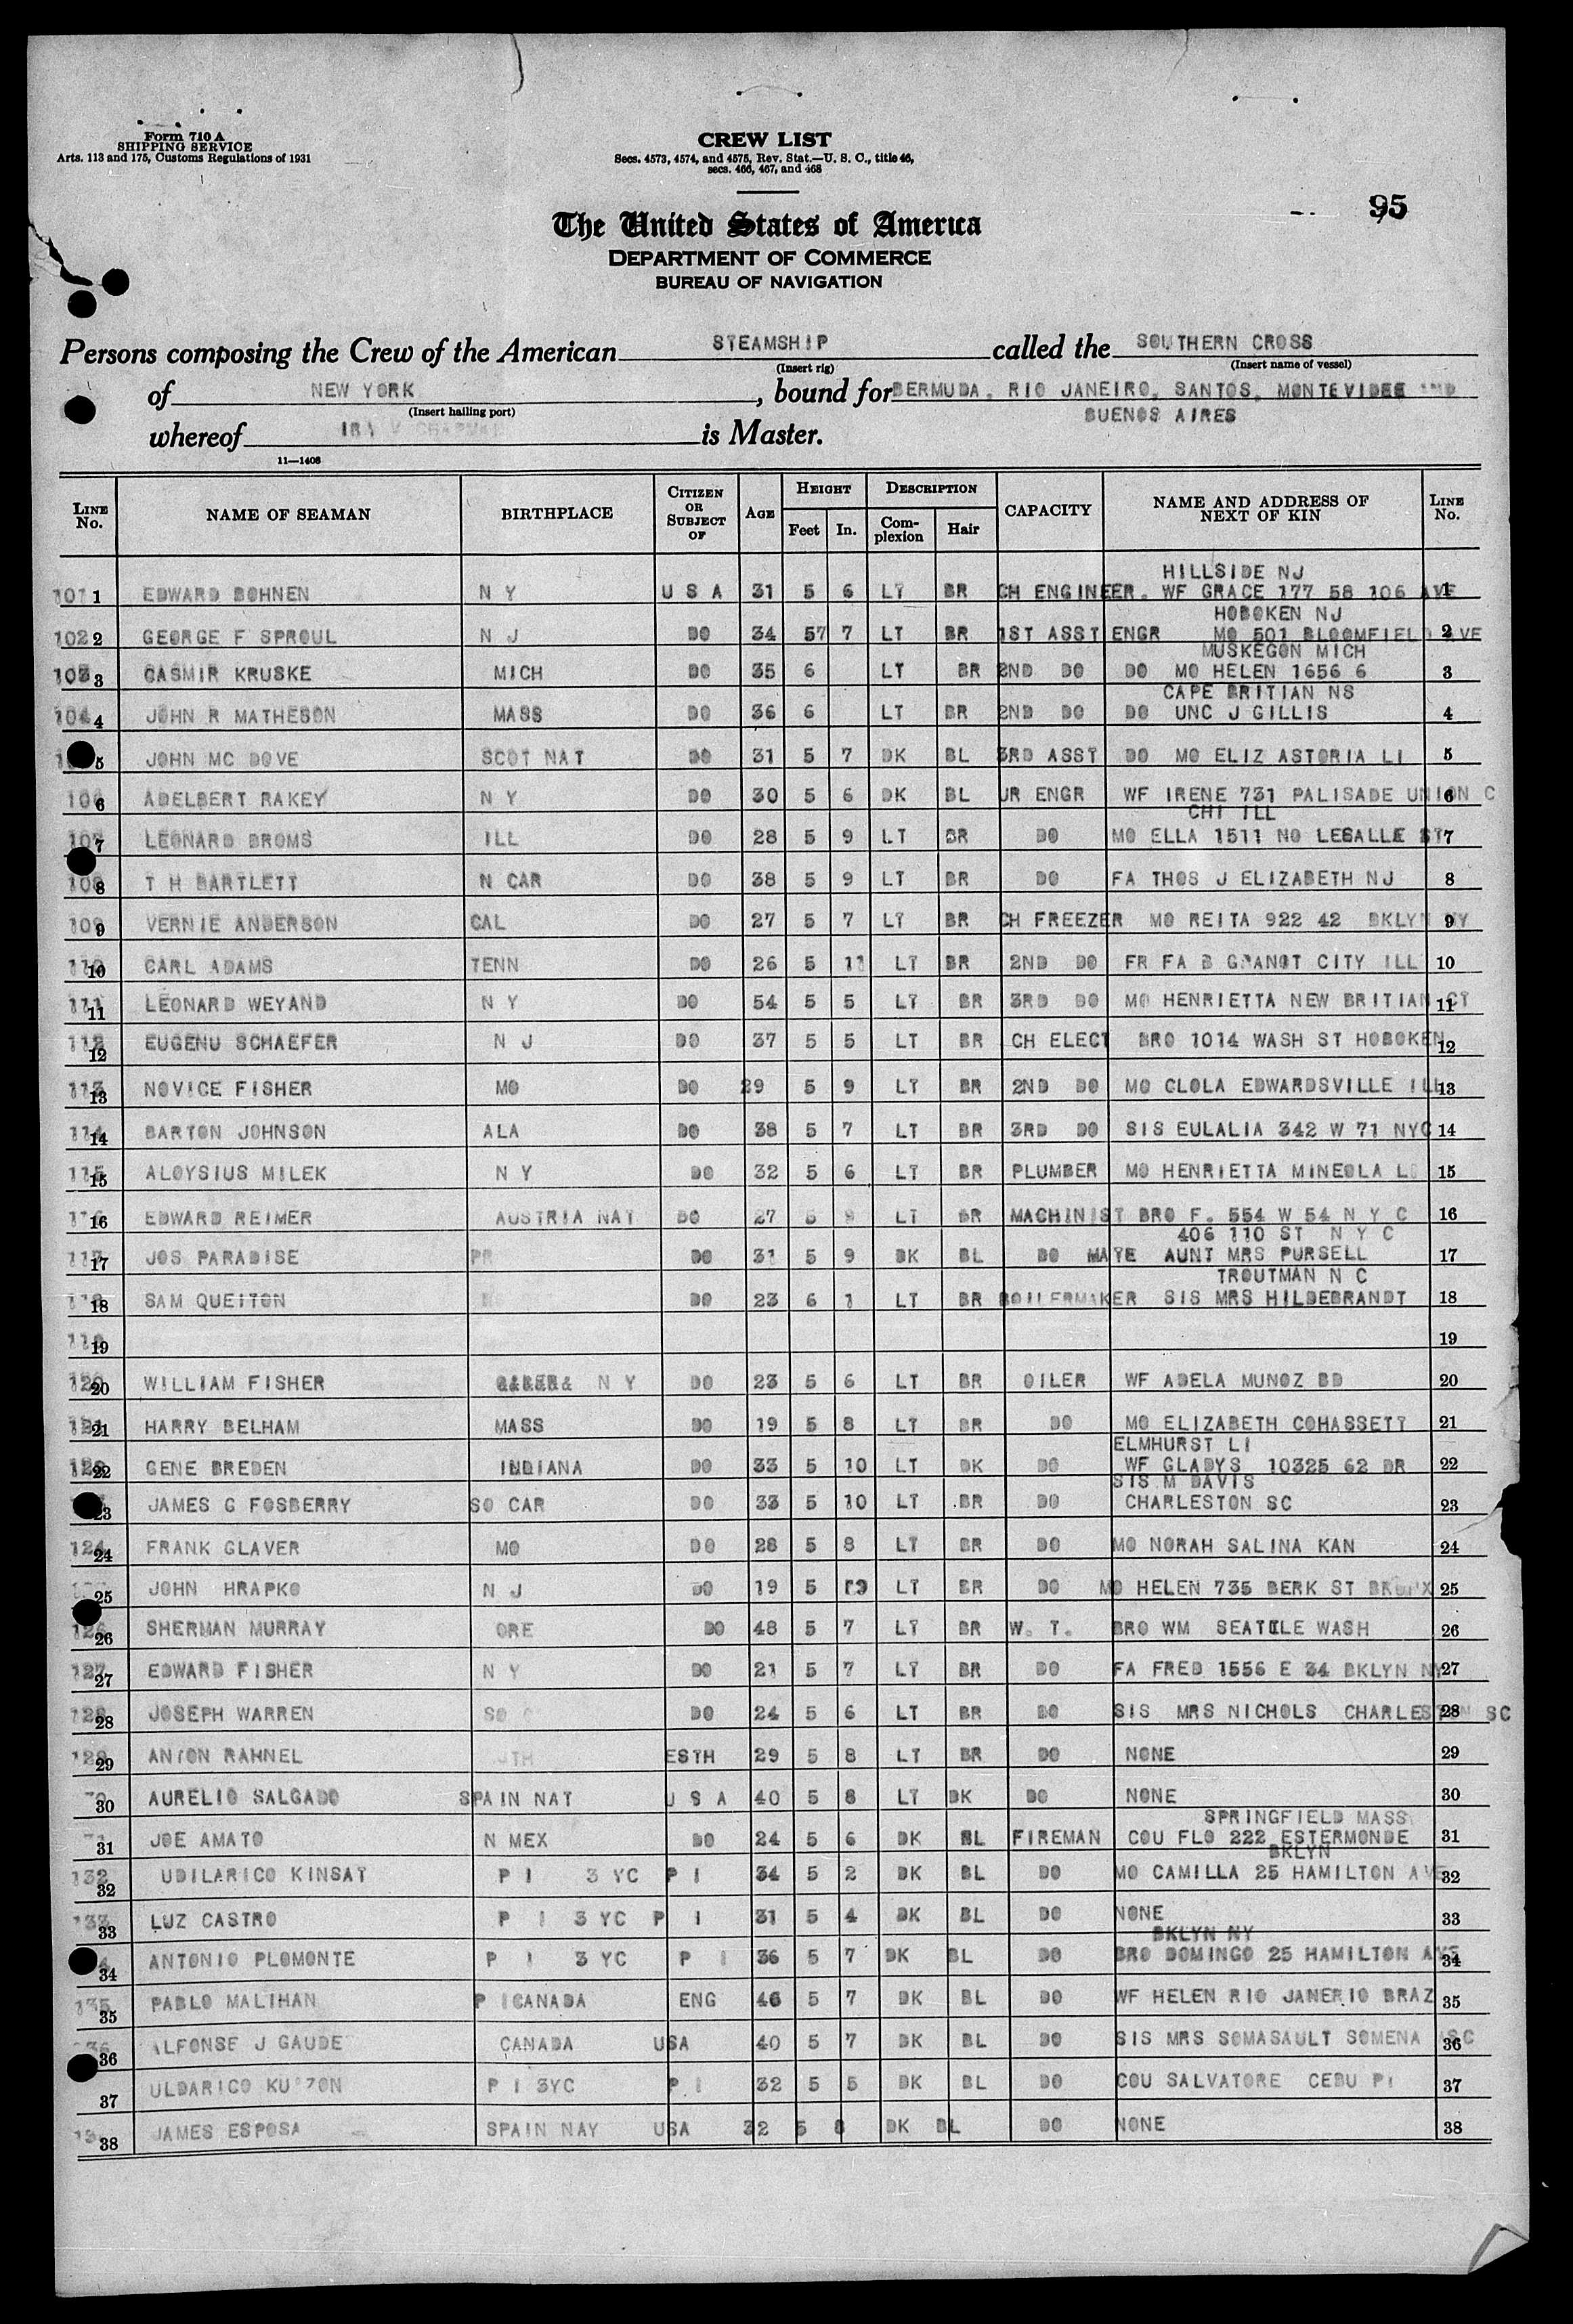 Form 710 A
SHIPPING SERVICE
Arts. 113 and 175, Customs Regulations of 1931
CREW LIST
Secs. 4573, 4574, and 4575, Rev. Stat.—U. S. C., title 46,
secs. 466, 467, and 468
95
The United States of America
DEPARTMENT OF COMMERCE
BUREAU OF NAVIGATION
Persons composing the Crew of the American STEAMSHIP called the SOUTHERN CROSS
(Insert rig) (Insert name of vessel)
of NEW YORK, bound for BERMUDA, RIO JANEIRO, SANTOS, MONTEVIDEO AND
(Insert hailing port) BUENOS AIRES
whereof IRA V CHAPMAN is Master.
11—1408
LINE No. NAME OF SEAMAN BIRTHPLACE CITIZEN OR SUBJECT OF AGE HEIGHT Feet In. DESCRIPTION Complexion Hair CAPACITY NAME AND ADDRESS OF NEXT OF KIN LINE No.
HILLSIDE NJ
101 1 EDWARD BOHNEN N Y U S A 31 5 6 LT BR CH ENGINEER. WF GRACE 177 58 106 AVE 1
HOBOKEN NJ
102 2 GEORGE F SPROUL N J DO 34 57 7 LT BR 1ST ASST ENGR MO 501 BLOOMFIELD AVE 2
MUSKEGON MICH
103 3 CASMIR KRUSKE MICH DO 35 6 LT BR 2ND DO DO MO HELEN 1656 6 3
CAPE BRITIAN NS
104 4 JOHN R MATHESON MASS DO 36 6 LT BR 2ND DO DO UNC J GILLIS 4
5 JOHN MC DOVE SCOT NAT DO 31 5 7 DK BL 3RD ASST DO MO ELIZ ASTORIA LI 5
106 6 ADELBERT RAKEY N Y DO 30 5 6 DK BL JR ENGR WF IRENE 731 PALISADE UNION C 6
CHI ILL
107 7 LEONARD BROMS ILL DO 28 5 9 LT BR DO MO ELLA 1511 NO LESALLE ST 7
108 8 T H BARTLETT N CAR DO 38 5 9 LT BR DO FA THOS J ELIZABETH NJ 8
109 9 VERNIE ANDERSON CAL DO 27 5 7 LT BR CH FREEZER MO REITA 922 42 BKLYN NY 9
110 10 CARL ADAMS TENN DO 26 5 11 LT BR 2ND DO FR FA B GRANOT CITY ILL 10
111 11 LEONARD WEYAND N Y DO 54 5 5 LT BR 3RD DO MO HENRIETTA NEW BRITIAN CT 11
112 12 EUGENU SCHAEFER N J DO 37 5 5 LT BR CH ELECT BRO 1014 WASH ST HOBOKEN 12
113 13 NOVICE FISHER MO DO 29 5 9 LT BR 2ND DO MO CLOLA EDWARDSVILLE ILL 13
114 14 BARTON JOHNSON ALA DO 38 5 7 LT BR 3RD DO SIS EULALIA 342 W 71 NYC 14
115 15 ALOYSIUS MILEK N Y DO 32 5 6 LT BR PLUMBER MO HENRIETTA MINEOLA LI 15
116 16 EDWARD REIMER AUSTRIA NAT DO 27 5 9 LT BR MACHINIST BRO F. 554 W 54 N Y C 16
406 110 ST N Y C
117 17 JOS PARADISE PR DO 31 5 9 DK BL DO MATE AUNT MRS PURSELL 17
TROUTMAN N C
118 18 SAM QUEITON DO 23 6 1 LT BR BOILERMAKER SIS MRS HILDEBRANDT 18
119 19 19
120 20 WILLIAM FISHER N Y DO 23 5 6 LT BR OILER WF ADELA MUNOZ BD 20
121 21 HARRY BELHAM MASS DO 19 5 8 LT BR DO MO ELIZABETH COHASSETT 21
ELMHURST LI
122 22 GENE BREDEN INDIANA DO 33 5 10 LT DK DO WF GLADYS 10325 62 DR 22
SIS M DAVIS
23 JAMES G FOSBERRY SO CAR DO 33 5 10 LT BR DO CHARLESTON SC 23
124 24 FRANK GLAVER MO DO 28 5 8 LT BR DO MO NORAH SALINA KAN 24
25 JOHN HRAPKO N J DO 19 5 LT BR DO MO HELEN 735 BERK ST BRONX 25
126 26 SHERMAN MURRAY ORE DO 48 5 7 LT BR W. T. BRO WM SEATTLE WASH 26
127 27 EDWARD FISHER N Y DO 21 5 7 LT BR DO FA FRED 1556 E 34 BKLYN NY 27
128 28 JOSEPH WARREN SO C DO 24 5 6 LT BR DO SIS MRS NICHOLS CHARLESTON SC 28
129 29 ANTON RAHNEL ESTH 29 5 8 LT BR DO NONE 29
30 AURELIO SALGADO SPAIN NAT U S A 40 5 8 LT DK DO NONE 30
SPRINGFIELD MASS
31 JOE AMATO N MEX DO 24 5 6 DK BL FIREMAN COU FLO 222 ESTERMONDE 31
BKLYN
132 32 UDILARICO KINSAT P I 3 YC P I 34 5 2 DK BL DO MO CAMILLA 25 HAMILTON AVE 32
133 33 LUZ CASTRO P I 3 YC P I 31 5 4 DK BL DO NONE 33
BKLYN NY
34 ANTONIO PLOMONTE P I 3 YC P I 36 5 7 DK BL DO BRO DOMINGO 25 HAMILTON AVE 34
135 35 PABLO MALIHAN P ICANADA ENG 46 5 7 DK BL DO WF HELEN RIO JANERIO BRAZ 35
136 36 ALFONSE J GAUDE CANADA USA 40 5 7 DK BL DO SIS MRS SOMASAULT SOMENA 36
37 ULDARICO P I 3YC P I 32 5 5 DK BL DO COU SALVATORE CEBU PI 37
38 JAMES ESPOSA SPAIN NAY USA 32 5 8 DK BL DO NONE 38